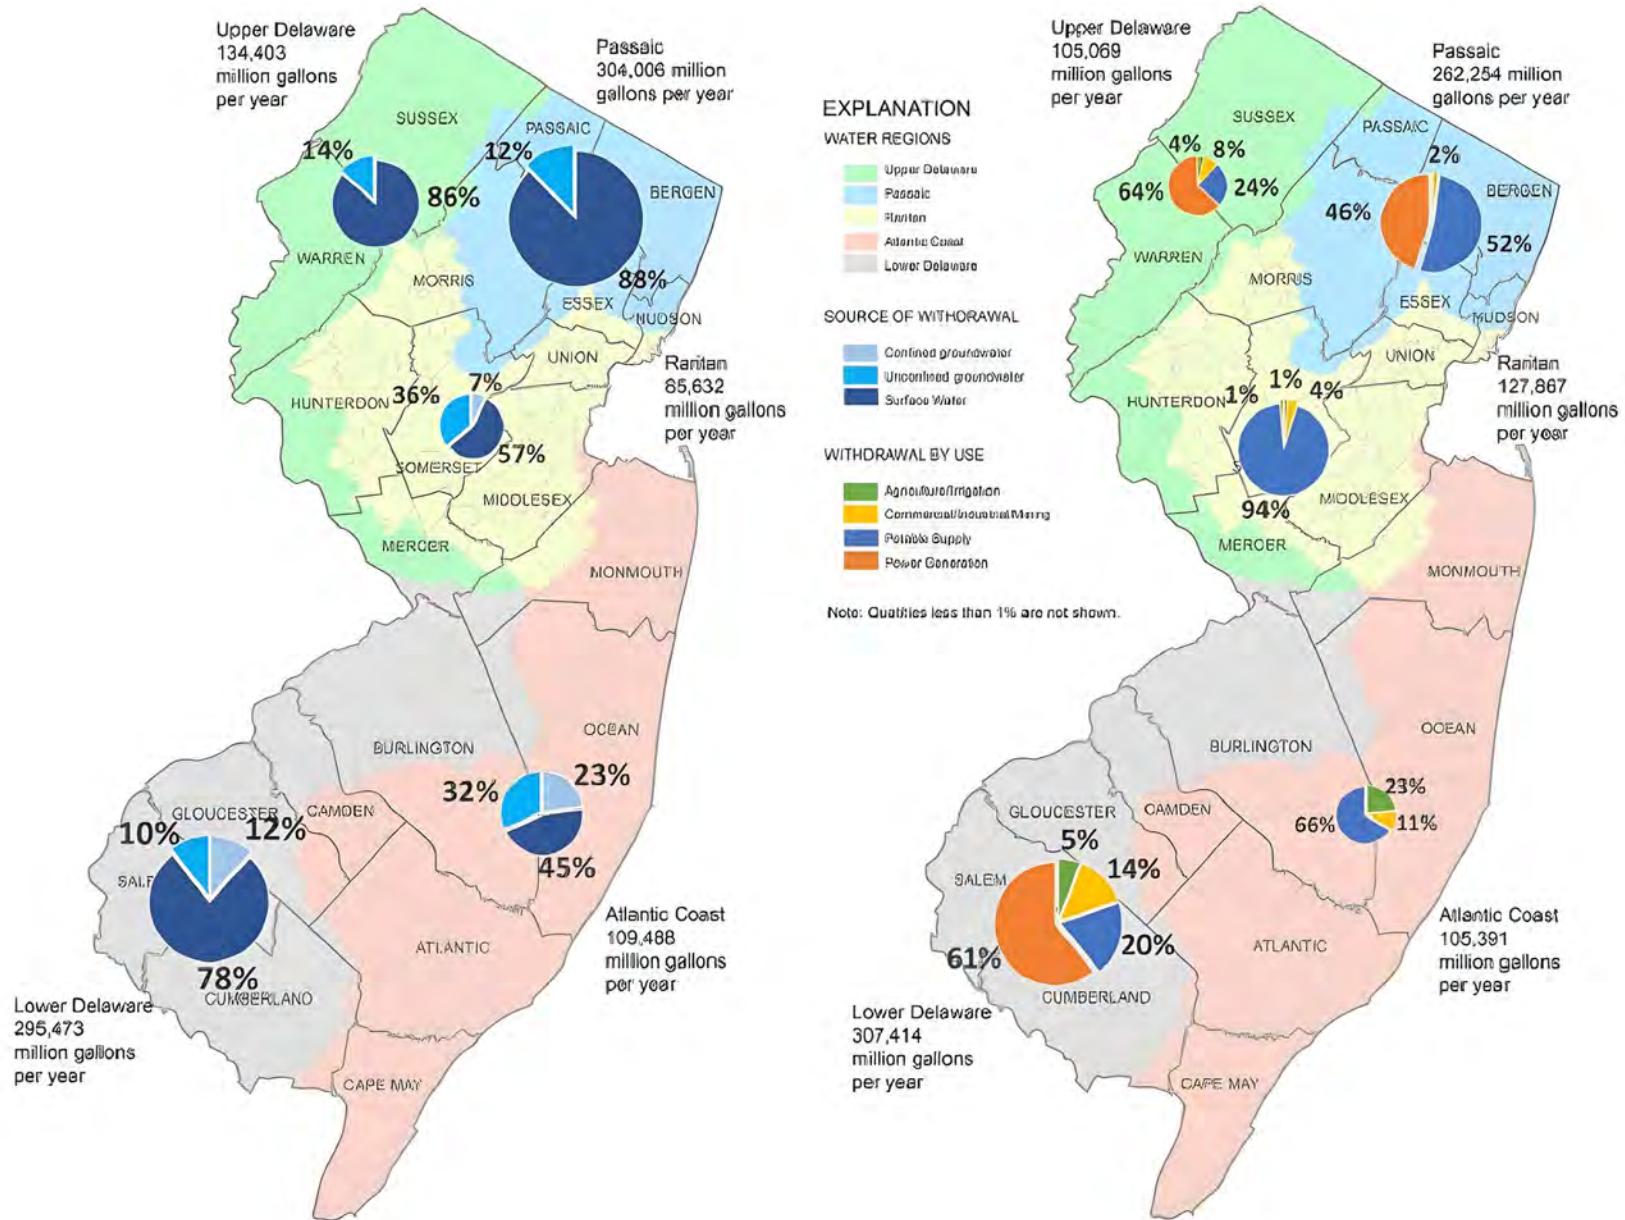 Upper Delaware
134,403
million gallons
per year
Passaic
304,006 million
gallons per year
SUSSEX
PASSAIC
BERGEN
14%
86%
12%
88%
WARREN
MORRIS
ESSEX
HUDSON
UNION
Raritan
85,632
million gallons
per year
HUNTERDON
36%
7%
57%
SOMERSET
MIDDLESEX
MERCER
MONMOUTH
OCEAN
BURLINGTON
32%
23%
45%
GLOUCESTER
CAMDEN
10%
12%
78%
CUMBERLAND
ATLANTIC
Atlantic Coast
109,488
million gallons
per year
Lower Delaware
295,473
million gallons
per year
CAPE MAY
EXPLANATION
WATER REGIONS
Upper Delaware
Passaic
Raritan
Atlantic Coast
Lower Delaware
SOURCE OF WITHDRAWAL
Confined groundwater
Unconfined groundwater
Surface Water
WITHDRAWAL BY USE
Agriculture/Irrigation
Commercial/Industrial/Mining
Potable Supply
Power Generation
Note: Qualities less than 1% are not shown.
Upper Delaware
105,069
million gallons
per year
Passaic
262,254 million
gallons per year
SUSSEX
PASSAIC
BERGEN
4%
8%
64%
24%
2%
46%
52%
WARREN
MORRIS
ESSEX
HUDSON
UNION
Raritan
127,867
million gallons
per year
HUNTERDON
1%
1%
4%
94%
S
MIDDLESEX
MERCER
MONMOUTH
OCEAN
BURLINGTON
23%
66%
11%
GLOUCESTER
CAMDEN
5%
14%
SALEM
20%
61%
CUMBERLAND
ATLANTIC
Atlantic Coast
105,391
million gallons
per year
Lower Delaware
307,414
million gallons
per year
CAPE MAY